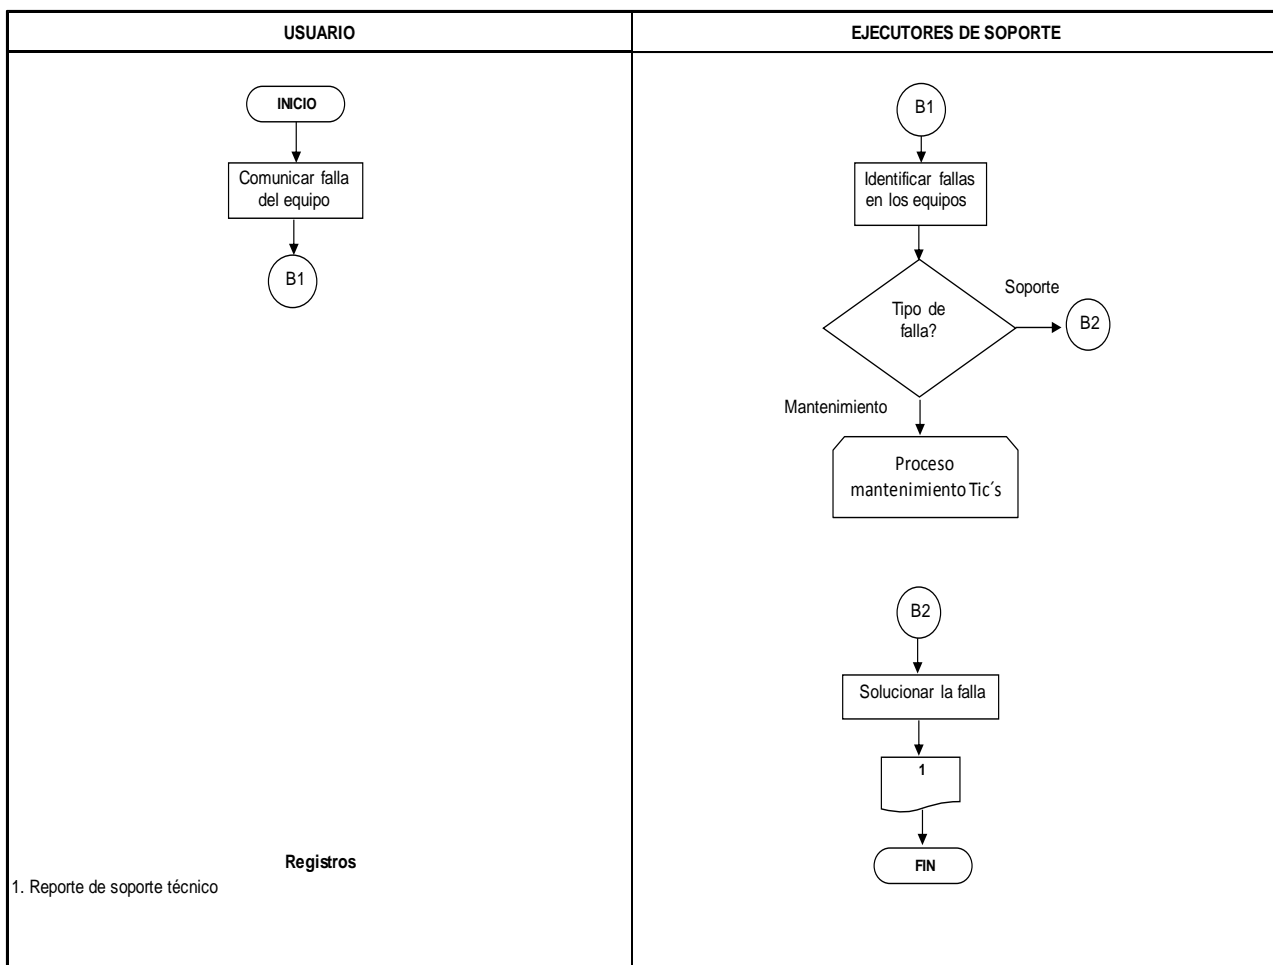 USUARIO
EJECUTORES DE SOPORTE
INICIO
Comunicar falla
del equipo
B1
B1
Identificar fallas
en los equipos
Tipo de
falla?
Soporte
B2
Mantenimiento
Proceso
mantenimiento Tic´s
B2
Solucionar la falla
1
FIN
Registros
1. Reporte de soporte técnico